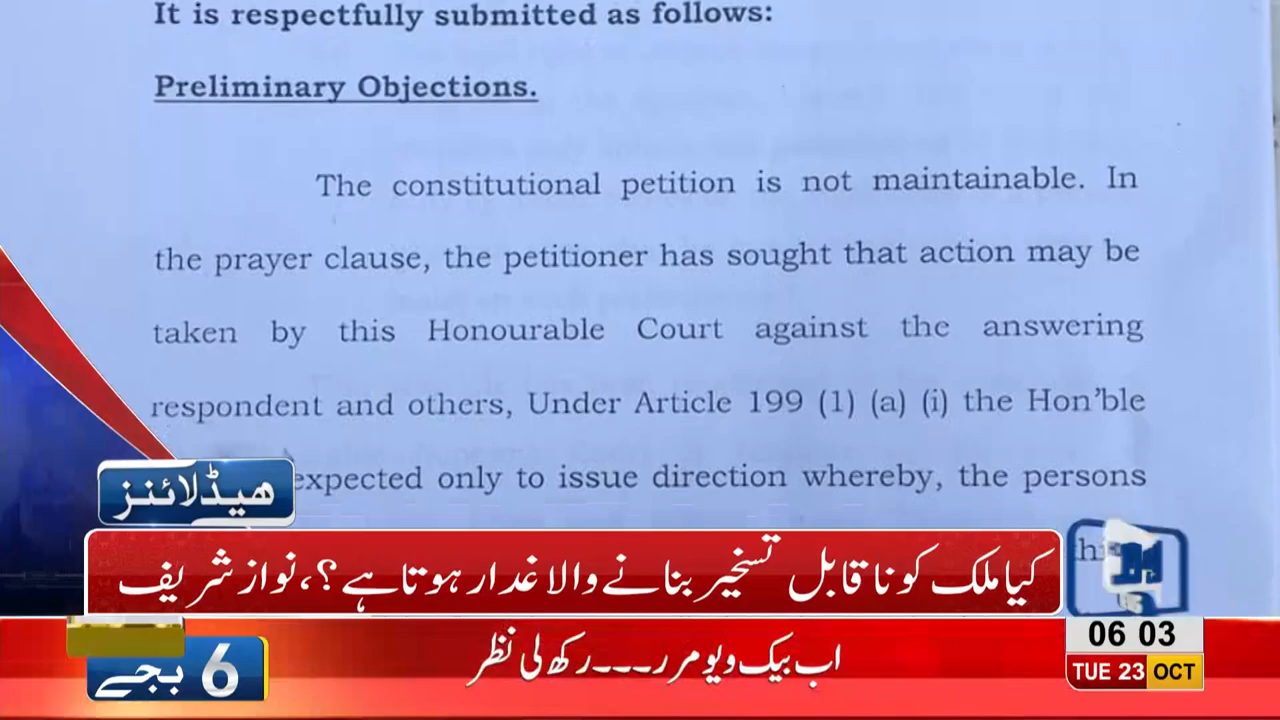 It is respectfully submitted as follows:
Preliminary Objections.
The constitutional petition is not maintainable. In
the prayer clause, the petitioner has sought that action may be
taken by this Honourable Court against the answering
respondent and others, Under Article 199 (1) (a) (i) the Hon’ble
expected only to issue direction whereby, the persons
ھیڈلائنز
کیا ملک کو ناقابل تسخیر بنانے والا غدار ہوتا ہے؟، نواز شریف
اب بیک ویو مرر۔۔۔ رکھ لی نظر
6 بجے
06 03
TUE 23 OCT